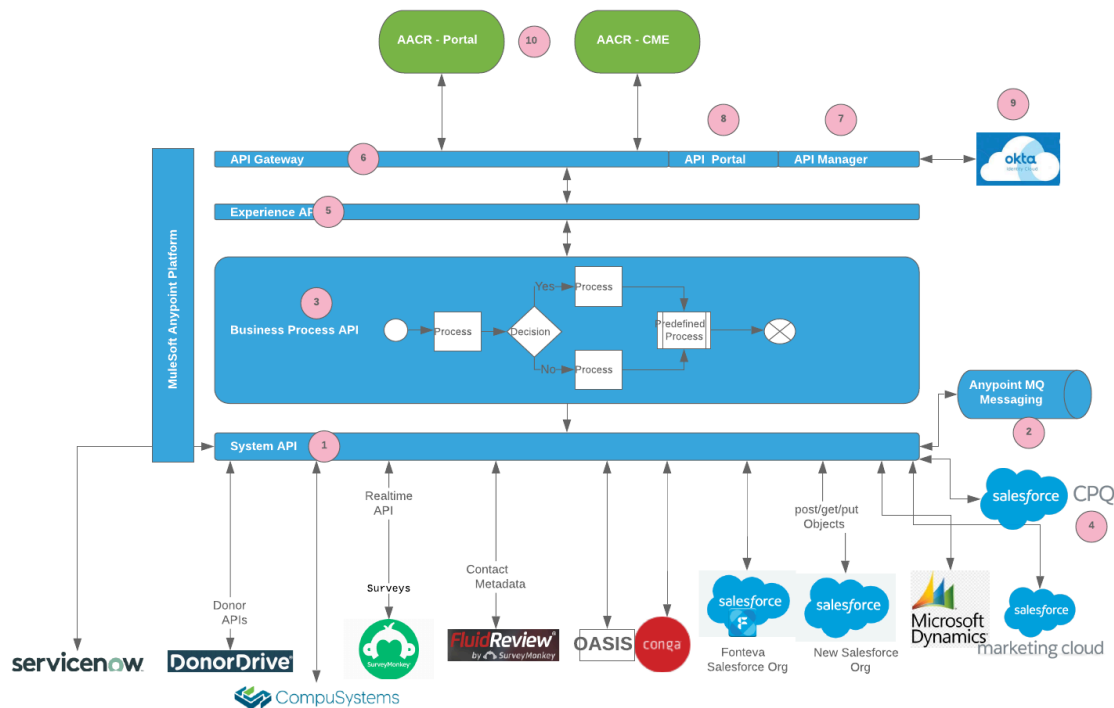 AACR - Portal
10
AACR - CME
8
7
9
API Gateway
6
API Portal
API Manager
okta
Identity Cloud
Experience AP
5
MuleSoft Anypoint Platform
3
Business Process API
Process
Decision
Yes
Process
No
Process
Predefined
Process
Anypoint MQ
Messaging
2
System API
1
Realtime
API
post/get/put
Objects
salesforce
CPQ
4
Contact
Metadata
Surveys
Donor
APIs
servicenow
DonorDrive
CompuSystems
SurveyMonkey
FluidReview
by SurveyMonkey
OASIS
conga
salesforce
F
Fonteva
Salesforce Org
salesforce
New Salesforce
Org
Microsoft
Dynamics
salesforce
marketing cloud